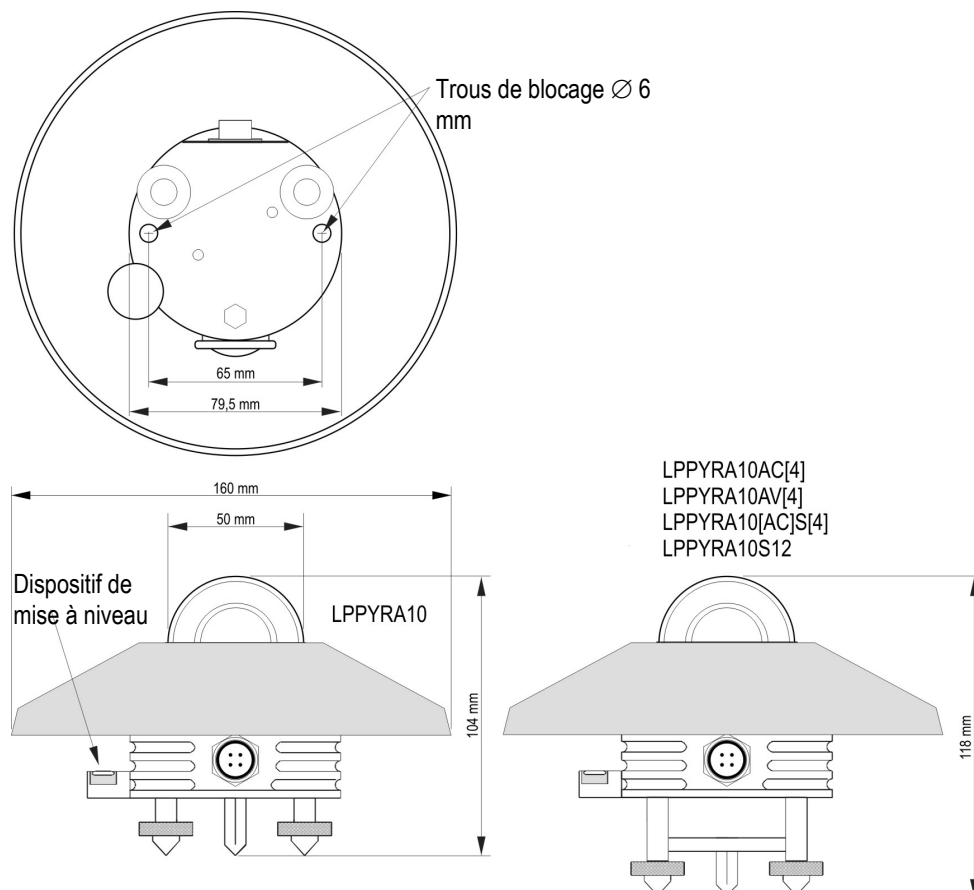 Trous de blocage ∅ 6
mm
65 mm
79,5 mm
160 mm
50 mm
Dispositif de
mise à niveau
LPPYRA10
104 mm
LPPYRA10AC[4]
LPPYRA10AV[4]
LPPYRA10[AC]S[4]
LPPYRA10S12
118 mm